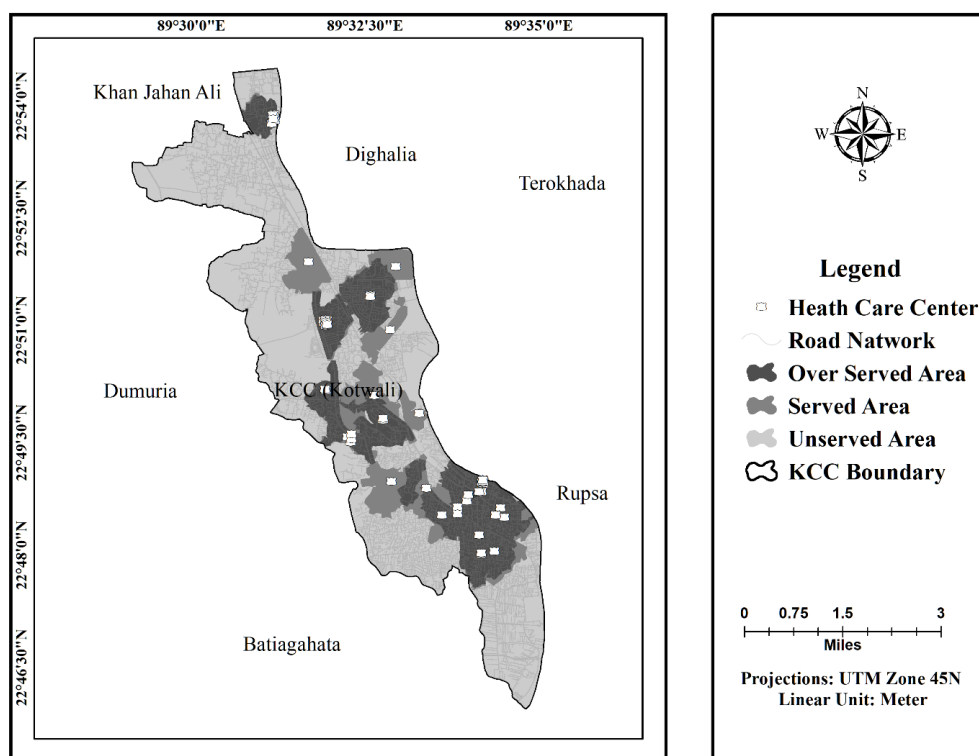 89°30'0"E
89°32'30"E
89°35'0"E
22°54'0"N
22°52'30"N
22°51'0"N
22°49'30"N
22°48'0"N
22°46'30"N
Khan Jahan Ali
Dighalia
Terokhada
Dumuria
KCC (Kotwali)
Rupsa
Batiagahata
N
W
E
S
Legend
Heath Care Center
Road Natwork
Over Served Area
Served Area
Unserved Area
KCC Boundary
0 0.75 1.5 3
Miles
Projections: UTM Zone 45N
Linear Unit: Meter